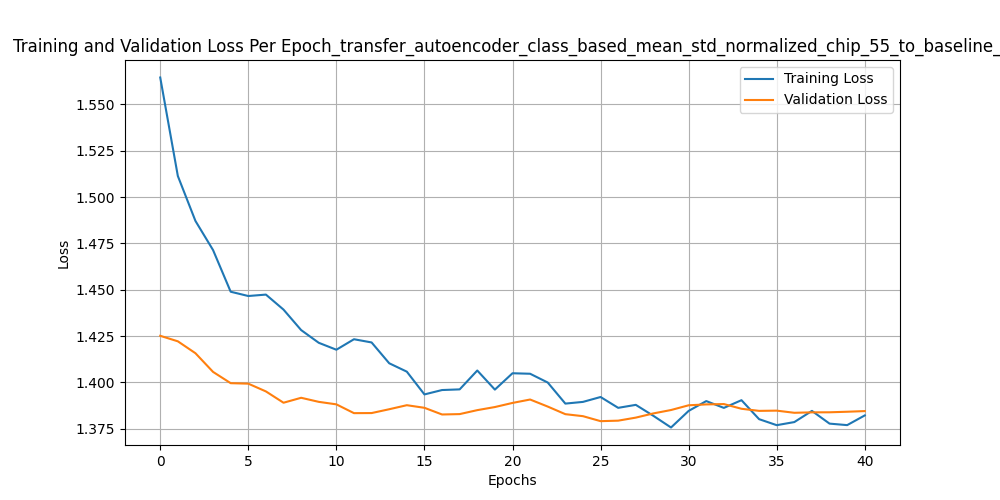 Training and Validation Loss Per Epoch_transfer_autoencoder_class_based_mean_std_normalized_chip_55_to_baseline_
Training Loss
Validation Loss
1.550
1.525
1.500
1.475
1.450
1.425
1.400
1.375
Loss
0 5 10 15 20 25 30 35 40
Epochs